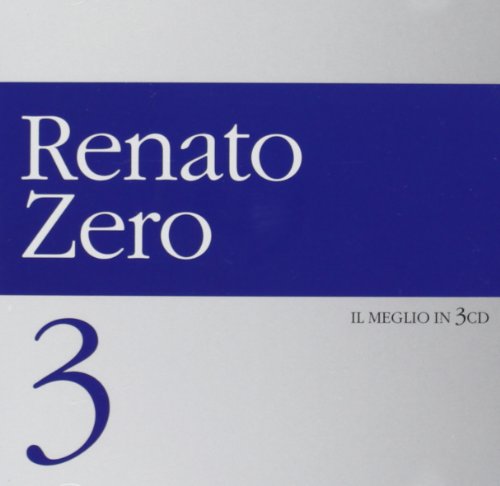 Renato
Zero
IL MEGLIO IN 3CD
3